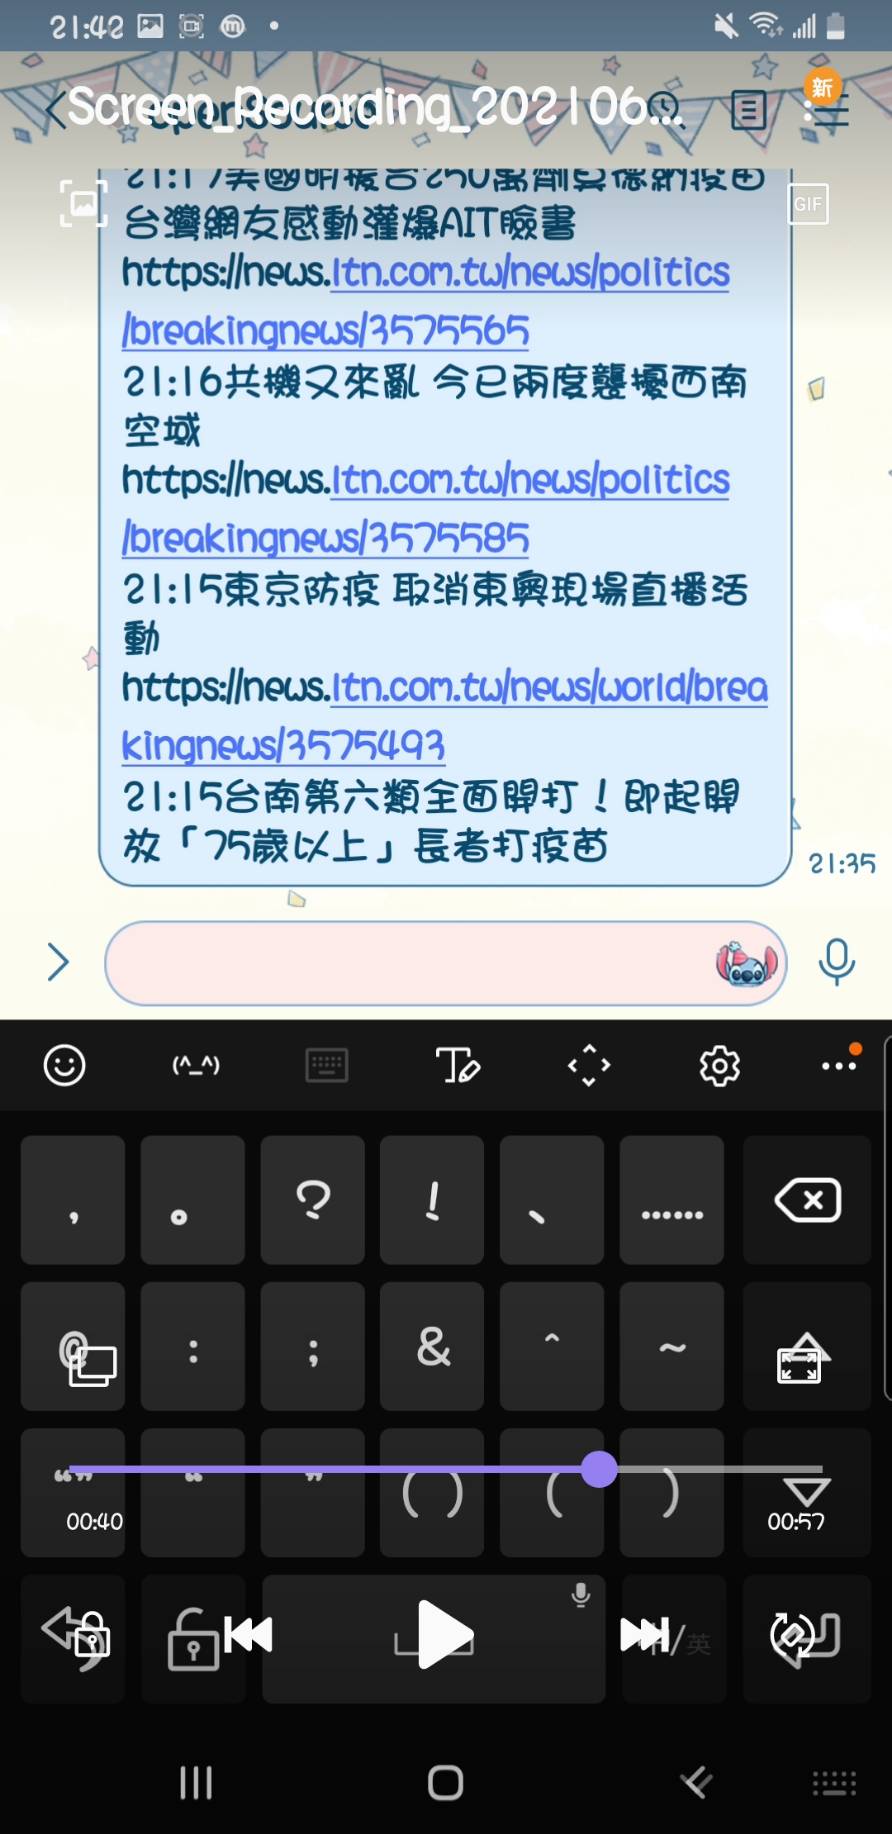 21:42
Screen_Recording_202106...
新
GIF
21:17美國明援台250萬劑莫德納疫苗
台灣網友感動灌爆AIT臉書
https://news.ltn.com.tw/news/politics
/breakingnews/3575565
21:16共機又來亂 今已兩度襲擾西南
空域
https://news.ltn.com.tw/news/politics
/breakingnews/3575585
21:15東京防疫 取消東奧現場直播活
動
https://news.ltn.com.tw/news/world/brea
kingnews/3575493
21:15台南第六類全面開打！即起開
放「75歲以上」長者打疫苗
21:35
(^_^)
， 。 ? ! 、 ......
@ : ; & ^ ~
“” “ ” ( ) ( )
00:40 00:57
中/英